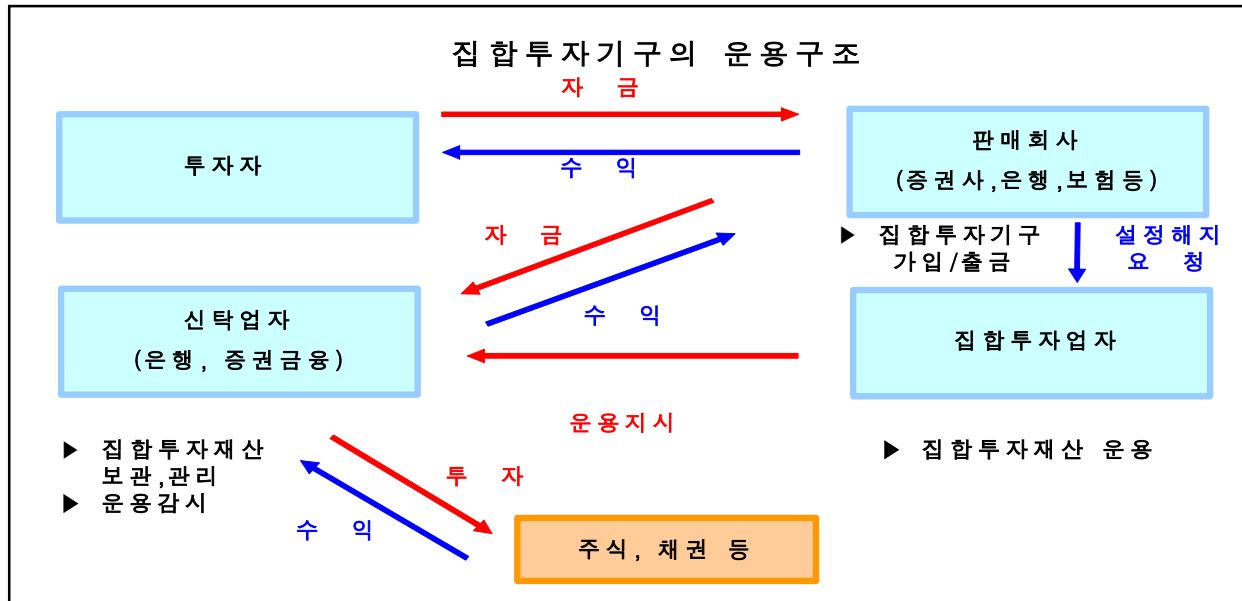 집합투자기구의 운용구조
자 금
투자자
수 익
판매회사
(증권사,은행,보험등)
자 금
▶ 집합투자기구
가입/출금
설정해지
요 청
신탁업자
(은행, 증권금융)
수 익
집합투자업자
운용지시
▶ 집합투자재산
보관,관리
▶ 운용감시
▶ 집합투자재산 운용
투 자
수 익
주식, 채권 등